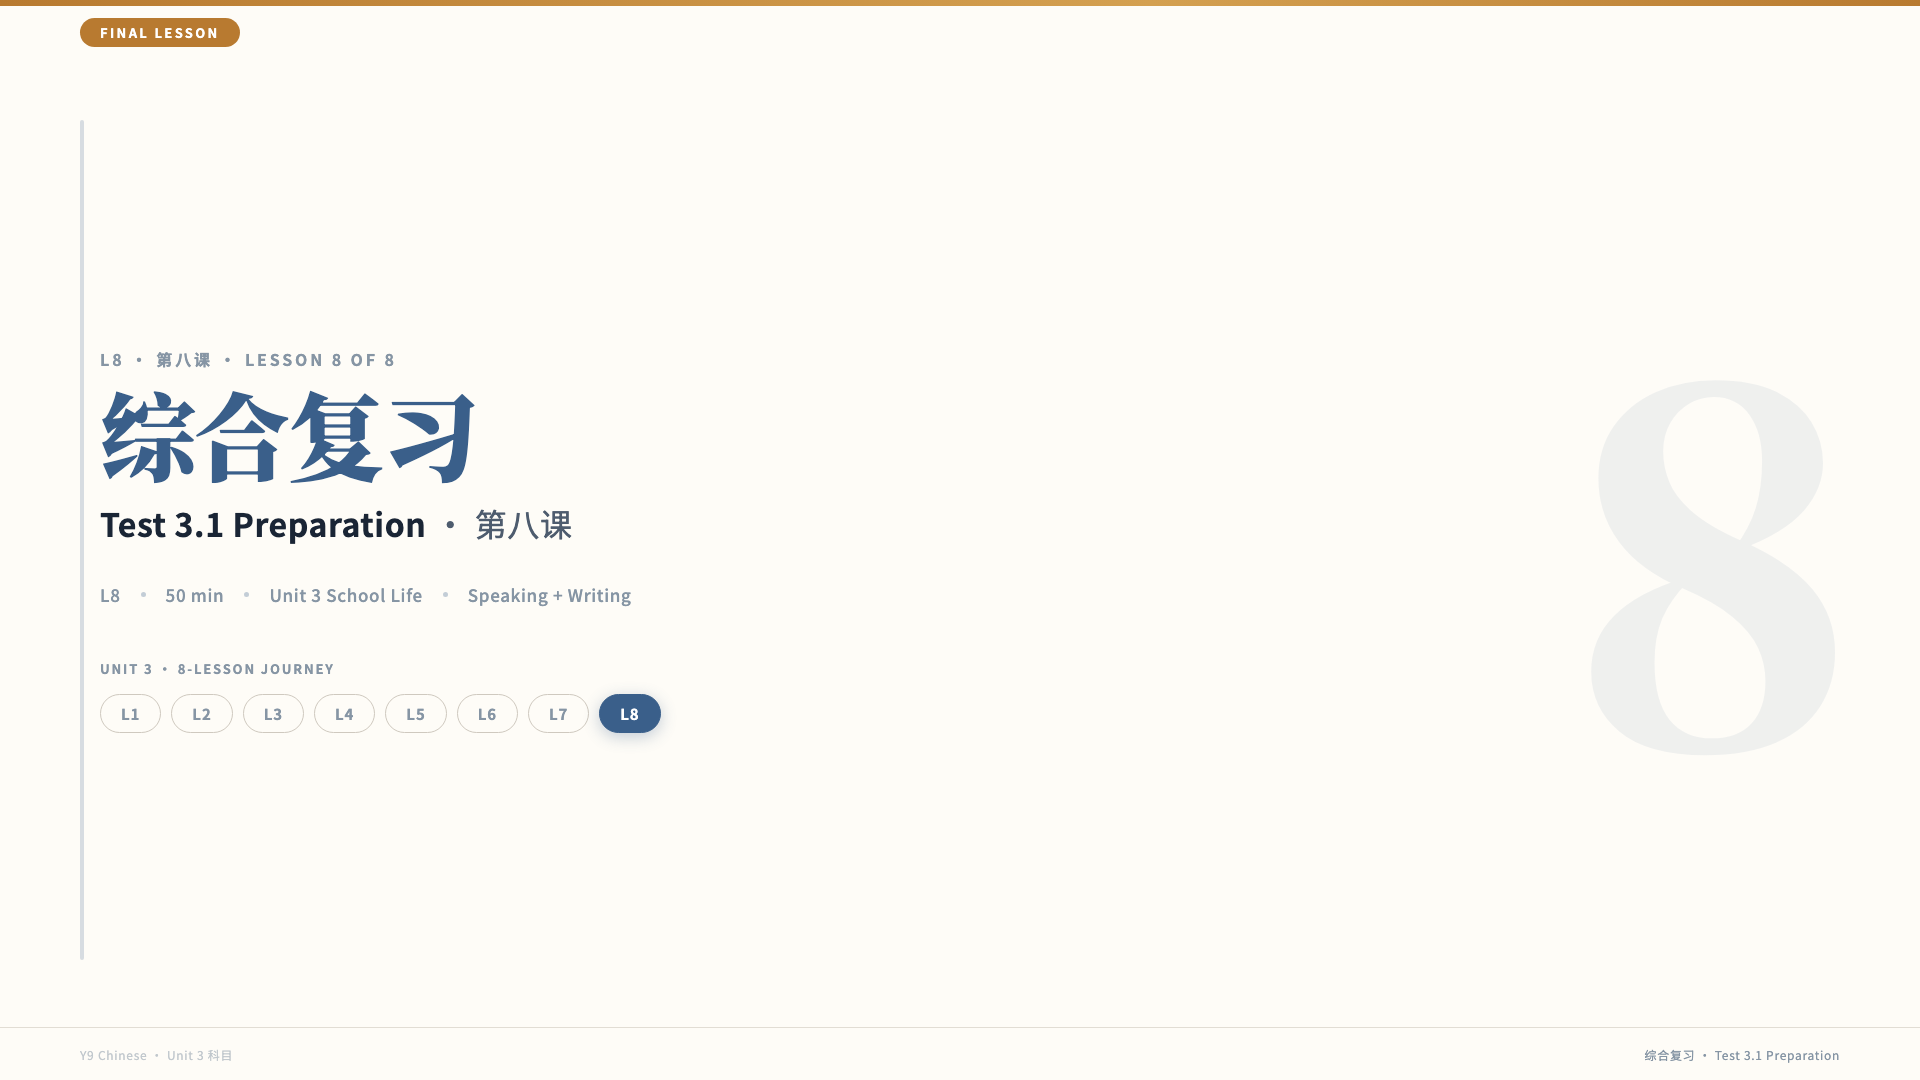 FINAL LESSON
L8 • 第八课 • LESSON 8 OF 8
综合复习
Test 3.1 Preparation • 第八课
L8 • 50 min • Unit 3 School Life • Speaking + Writing
UNIT 3 • 8-LESSON JOURNEY
L1 L2 L3 L4 L5 L6 L7 L8
8
Y9 Chinese • Unit 3 科目
综合复习 • Test 3.1 Preparation